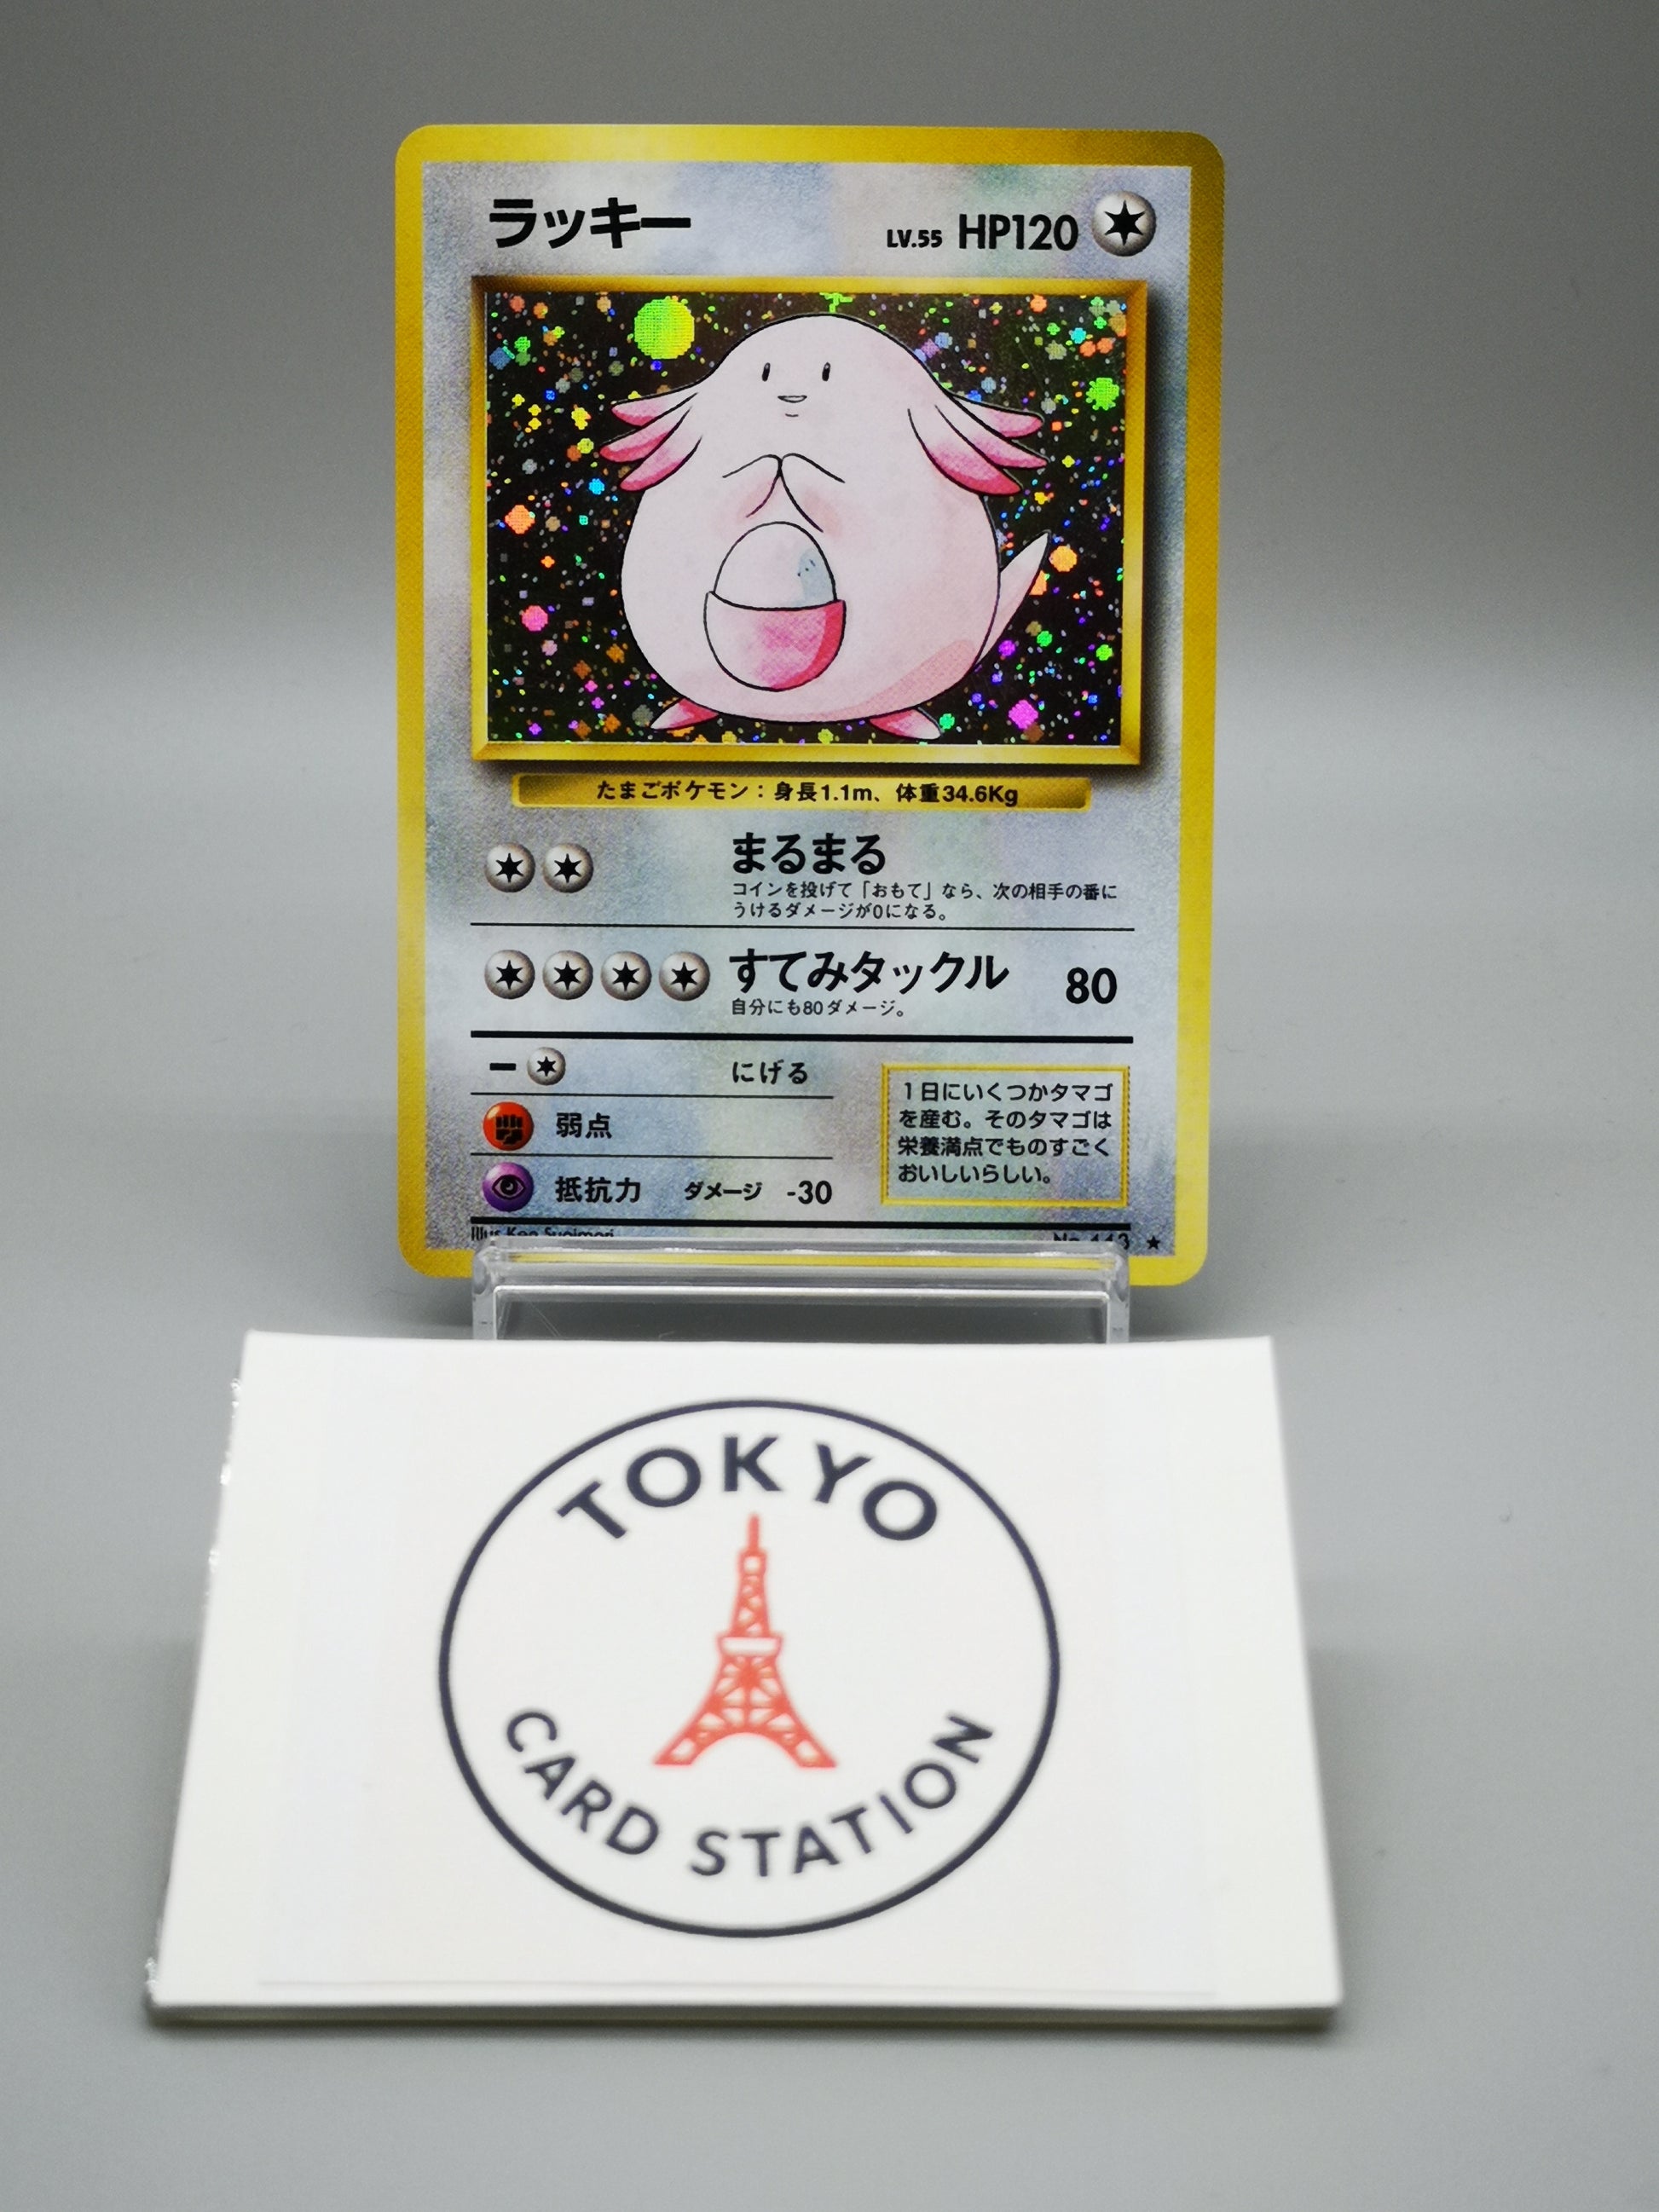 ラッキー LV.55 HP120
たまごポケモン：身長1.1m、体重34.6Kg
まるまる
コインを投げて「おもて」なら、次の相手の番に
うけるダメージが0になる。
すてみタックル 80
自分にも80ダメージ。
にげる
弱点
抵抗力 ダメージ -30
1日にいくつかタマゴ
を産む。そのタマゴは
栄養満点でものすごく
おいしいらしい。
Illus Ken Sugimori
TOKYO
CARD STATION